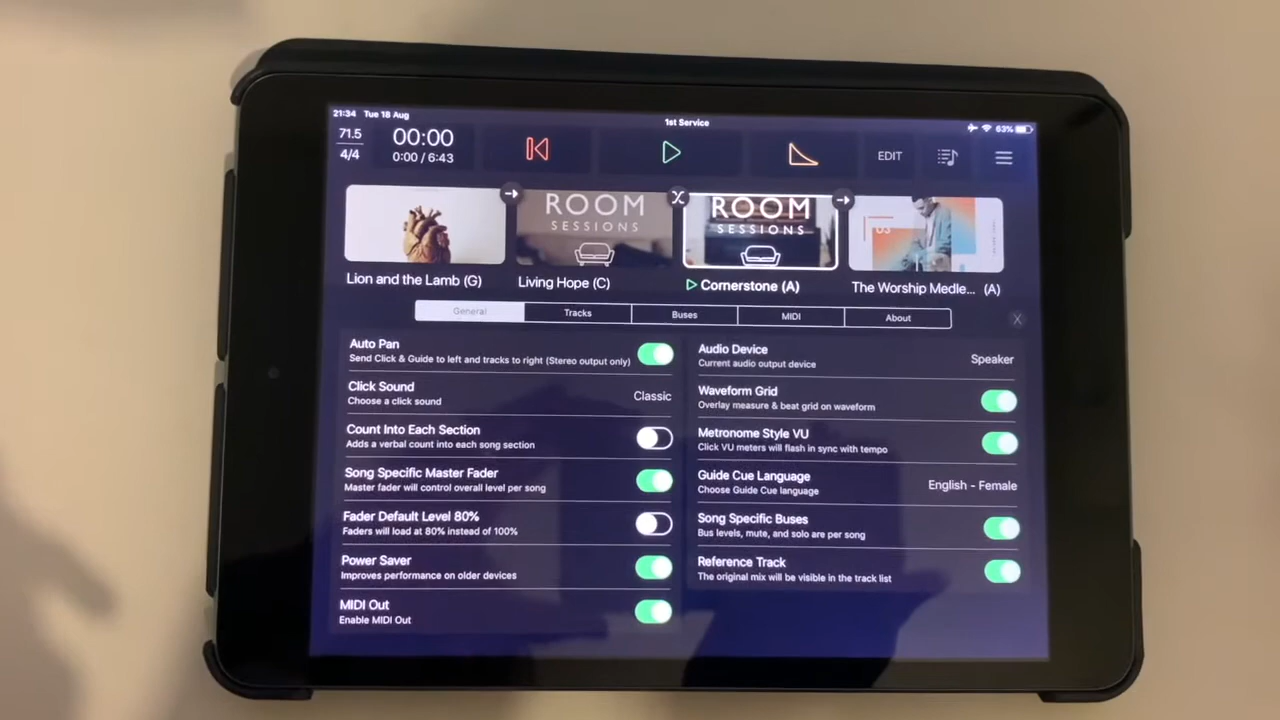 21:34 Tue 18 Aug
1st Service
63%
71.5
4/4
00:00
0:00 / 6:43
EDIT
ROOM
SESSIONS
ROOM
SESSIONS
Lion and the Lamb (G)
Living Hope (C)
Cornerstone (A)
The Worship Medle... (A)
General
Tracks
Buses
MIDI
About
X
Auto Pan
Send Click & Guide to left and tracks to right (Stereo output only)
Click Sound
Choose a click sound
Classic
Count Into Each Section
Adds a verbal count into each song section
Song Specific Master Fader
Master fader will control overall level per song
Fader Default Level 80%
Faders will load at 80% instead of 100%
Power Saver
Improves performance on older devices
MIDI Out
Enable MIDI Out
Audio Device
Current audio output device
Speaker
Waveform Grid
Overlay measure & beat grid on waveform
Metronome Style VU
Click VU meters will flash in sync with tempo
Guide Cue Language
Choose Guide Cue language
English - Female
Song Specific Buses
Bus levels, mute, and solo are per song
Reference Track
The original mix will be visible in the track list